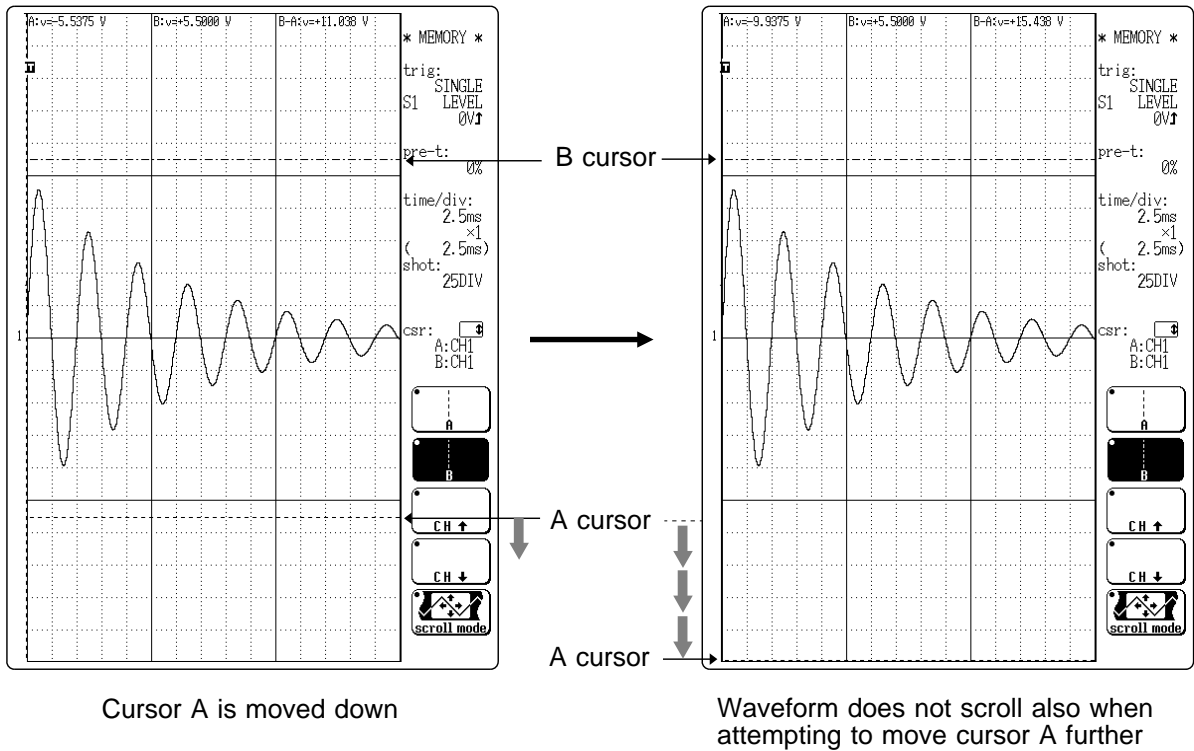 A:v=-5.5375 V B:v=+5.5000 V B-A:v=+11.038 V
* MEMORY *
T
trig:
SINGLE
S1 LEVEL
0V↥
pre-t:
0%
time/div:
2.5ms
×1
( 2.5ms)
shot:
25DIV
1
csr: ↕
A:CH1
B:CH1
A
B
CH ↑
CH ↓
scroll mode
B cursor
A cursor
A cursor
A:v=-9.9375 V B:v=+5.5000 V B-A:v=+15.438 V
* MEMORY *
T
trig:
SINGLE
S1 LEVEL
0V↥
pre-t:
0%
time/div:
2.5ms
×1
( 2.5ms)
shot:
25DIV
1
csr: ↕
A:CH1
B:CH1
A
B
CH ↑
CH ↓
scroll mode
Cursor A is moved down
Waveform does not scroll also when
attempting to move cursor A further